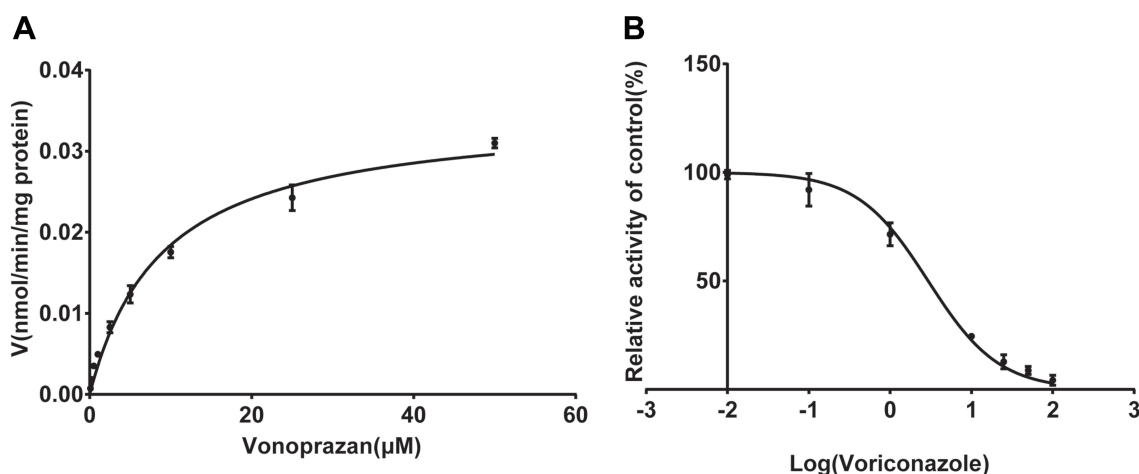 A
V(nmol/min/mg protein)
0.04
0.03
0.02
0.01
0.00
0 20 40 60
Vonoprazan(μM)
B
Relative activity of control(%)
150
100
50
-3 -2 -1 0 1 2 3
Log(Voriconazole)